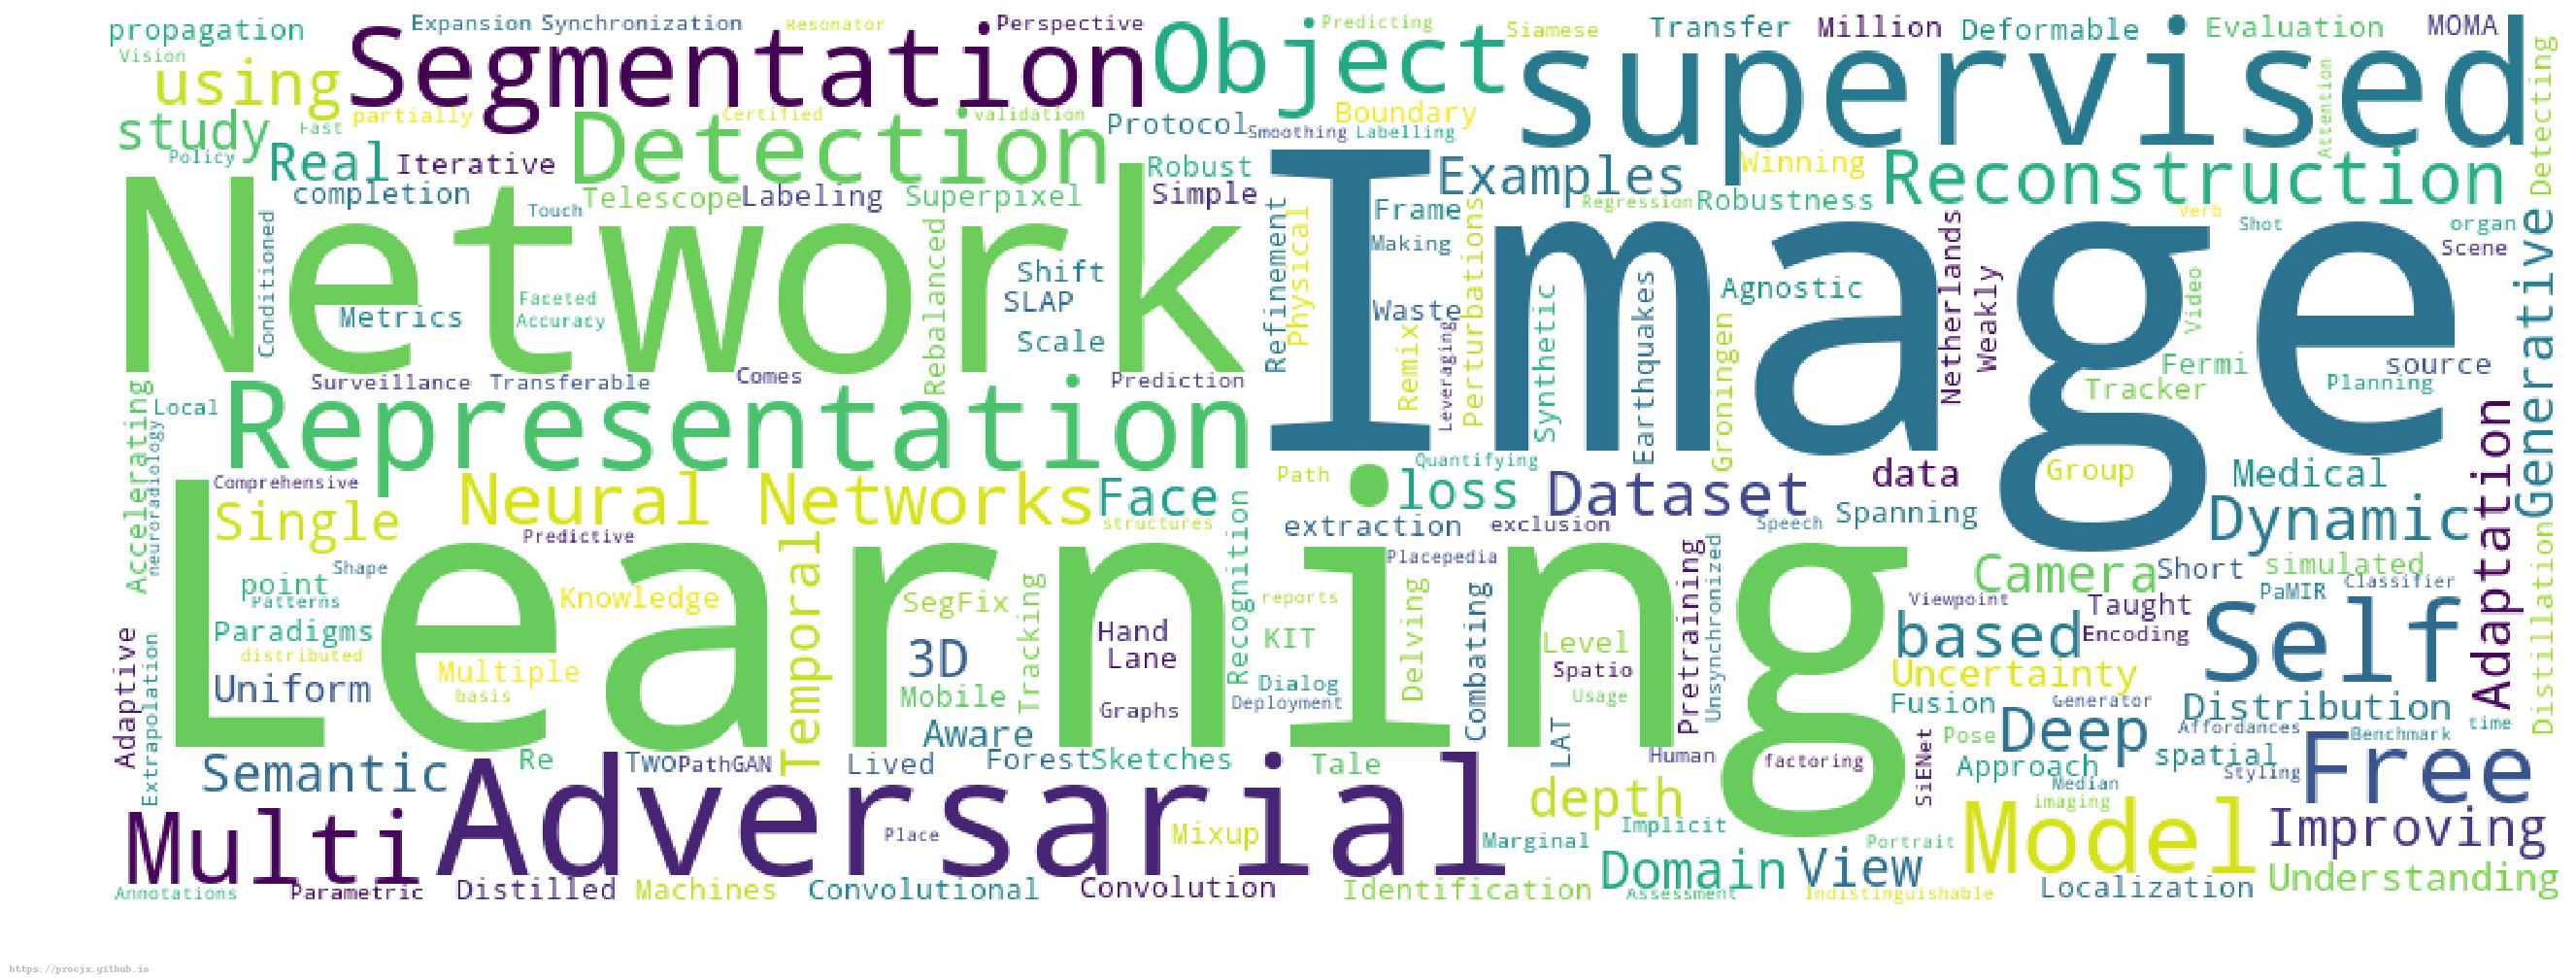 propagation
Expansion
Synchronization
Resonator
Perspective
Predicting
Siamese
Transfer
Million
Deformable
Evaluation
MOMA
Vision
using
Segmentation
Object
supervised
Detecting
partially
Certified
validation
Boundary
Attention
study
Fast
Detection
Protocol
Smoothing
Labelling
Policy
Real
Iterative
Robust
Examples
Winning
Reconstruction
completion
Telescope
Labeling
Superpixel
Simple
Regression
Robustness
Network
Touch
Frame
Image
Verb
Shot
organ
Conditioned
Rebalanced
Refinement
Physical
Making
Perturbations
Netherlands
Scene
Generative
Metrics
Faceted
Accuracy
Shift
SLAP
Scale
Waste
Remix
Leveraging
Synthetic
Earthquakes
Groningen
Agnostic
Weakly
Video
Fermi
source
Tracker
Planning
Surveillance
Transferable
Comes
Prediction
Accelerating
Local
neuroradiology
Representation
Quantifying
Comprehensive
Single
Neural Networks
Face
Path
loss
Dataset
data
Group
Medical
Adaptation
structures
extraction
exclusion
Speech
Spanning
Dynamic
Learning
Predictive
Temporal
Recognition
Placepedia
Pretraining
Unsynchronized
Camera
Short
simulated
Distillation
Shape
point
Patterns
Knowledge
SegFix
Tracking
reports
Delving
Combating
Viewpoint
Taught
PaMIR
Classifier
Paradigms
Hand
KIT
Level
based
Encoding
Self
Adaptive
Extrapolation
distributed
Multiple
3D
Lane
Spatio
Uncertainty
Uniform
basis
Mobile
Graphs
Dialog
Deployment
Usage
Fusion
Generator
Distribution
Aware
LAT
Pose
Deep
Affordances
Benchmark
time
Semantic
Re
TWO
PathGAN
Lived
Forest
Sketches
Tale
Human
factoring
SiENet
Approach
spatial
Styling
Free
Median
Multi
Adversarial
Place
Mixup
depth
Implicit
Marginal
Portrait
imaging
Model
Improving
Annotations
Parametric
Distilled
Machines
Convolutional
Convolution
Identification
Domain
Assessment
View
Indistinguishable
Localization
Understanding
https://procjx.github.io